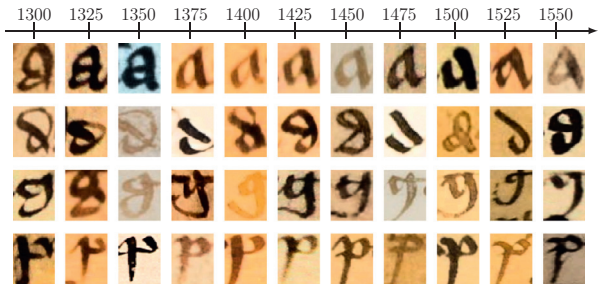 1300 1325 1350 1375 1400 1425 1450 1475 1500 1525 1550
a a a a a a a a a a a
d d d d d d d d d d d
g g g g g g g g g g g
p p p p p p p p p p p